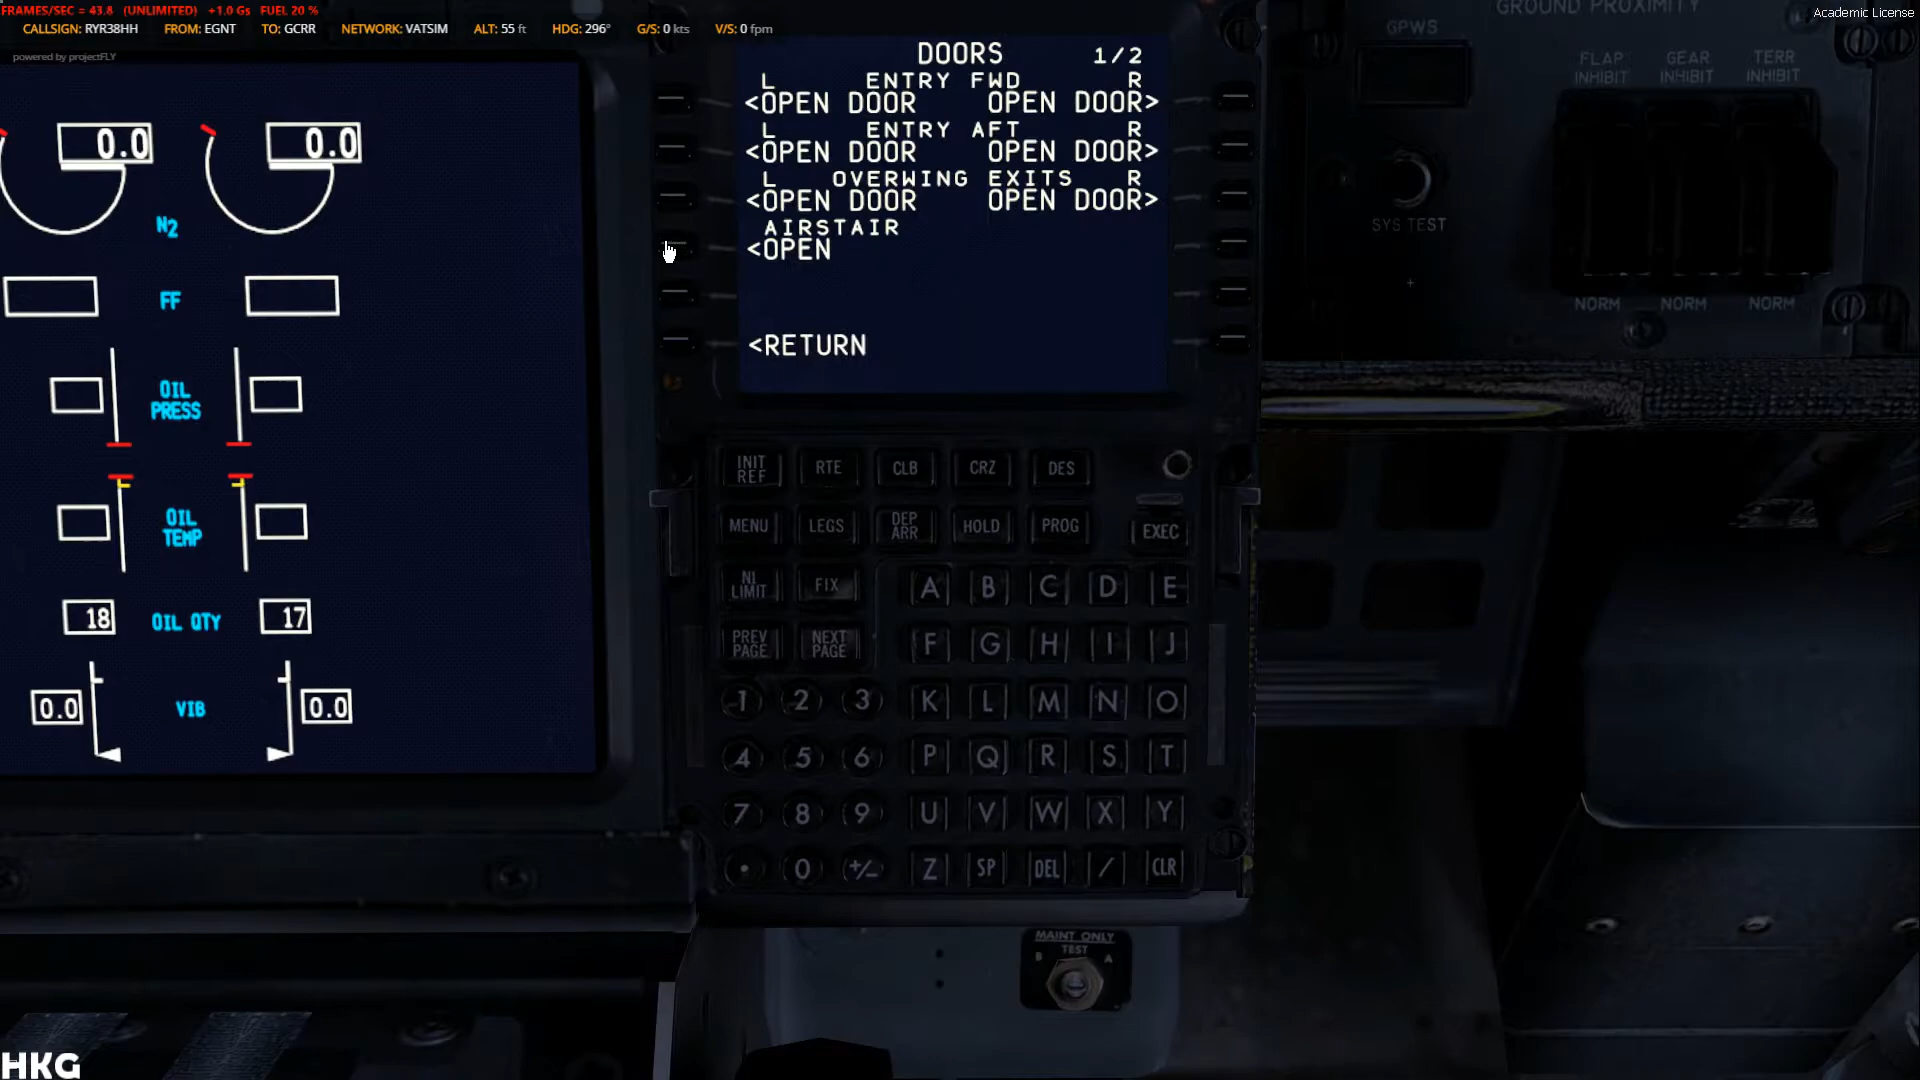 FRAMES/SEC = 43.8 (UNLIMITED) +1.0 Gs FUEL 20 %
Academic License
CALLSIGN: RYR38HH FROM: EGNT TO: GCRR NETWORK: VATSIM ALT: 55 ft HDG: 296° G/S: 0 kts V/S: 0 fpm
powered by projectFLY
GROUND PROXIMITY
GPWS
FLAP INHIBIT
GEAR INHIBIT
TERR INHIBIT
SYS TEST
NORM NORM NORM
DOORS 1/2
L ENTRY FWD R
<OPEN DOOR OPEN DOOR>
L ENTRY AFT R
<OPEN DOOR OPEN DOOR>
L OVERWING EXITS R
<OPEN DOOR OPEN DOOR>
AIRSTAIR
<OPEN
<RETURN
0.0 0.0
N2
FF
OIL
PRESS
OIL
TEMP
18 OIL QTY 17
0.0 VIB 0.0
INIT REF RTE CLB CRZ DES
MENU LEGS DEP ARR HOLD PROG EXEC
N1 LIMIT FIX A B C D E
PREV PAGE NEXT PAGE F G H I J
1 2 3 K L M N O
4 5 6 P Q R S T
7 8 9 U V W X Y
. 0 +/- Z SP DEL / CLR
MAINT ONLY
TEST
B A
HKG